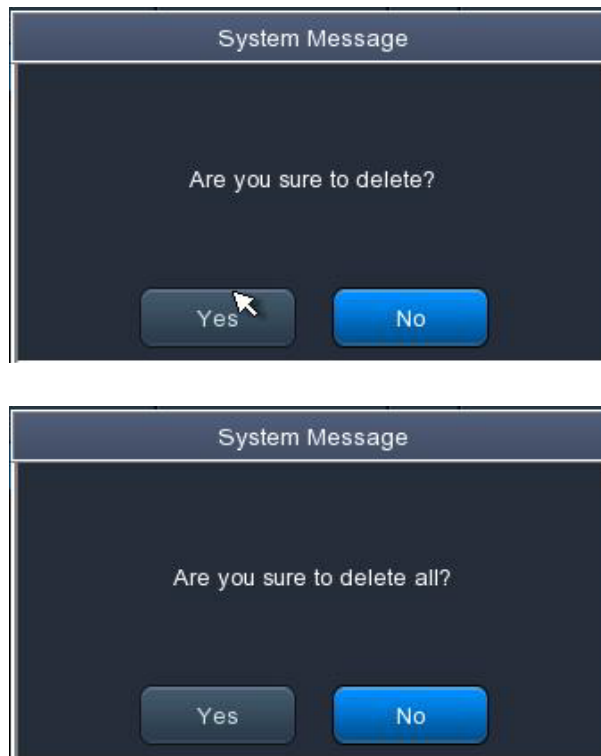 System Message
Are you sure to delete?
Yes No
System Message
Are you sure to delete all?
Yes No